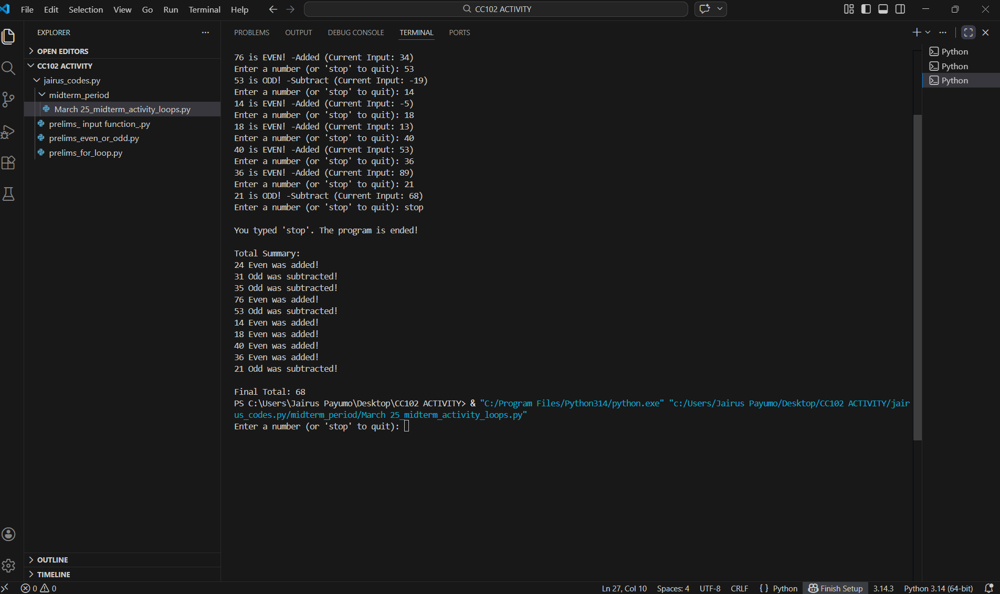 File Edit Selection View Go Run Terminal Help
CC102 ACTIVITY
EXPLORER
OPEN EDITORS
CC102 ACTIVITY
jairus_codes.py
midterm_period
March 25_midterm_activity_loops.py
prelims_ input function_.py
prelims_even_or_odd.py
prelims_for_loop.py
OUTLINE
TIMELINE
PROBLEMS OUTPUT DEBUG CONSOLE TERMINAL PORTS
76 is EVEN! -Added (Current Input: 34)
Enter a number (or 'stop' to quit): 53
53 is ODD! -Subtract (Current Input: -19)
Enter a number (or 'stop' to quit): 14
14 is EVEN! -Added (Current Input: -5)
Enter a number (or 'stop' to quit): 18
18 is EVEN! -Added (Current Input: 13)
Enter a number (or 'stop' to quit): 40
40 is EVEN! -Added (Current Input: 53)
Enter a number (or 'stop' to quit): 36
36 is EVEN! -Added (Current Input: 89)
Enter a number (or 'stop' to quit): 21
21 is ODD! -Subtract (Current Input: 68)
Enter a number (or 'stop' to quit): stop
You typed 'stop'. The program is ended!
Total Summary:
24 Even was added!
31 Odd was subtracted!
35 Odd was subtracted!
76 Even was added!
53 Odd was subtracted!
14 Even was added!
18 Even was added!
40 Even was added!
36 Even was added!
21 Odd was subtracted!
Final Total: 68
PS C:\Users\Jairus Payumo\Desktop\CC102 ACTIVITY> & "C:/Program Files/Python314/python.exe" "c:/Users/Jairus Payumo/Desktop/CC102 ACTIVITY/jair
us_codes.py/midterm_period/March 25_midterm_activity_loops.py"
Enter a number (or 'stop' to quit):
Python
Python
Python
0 0
Ln 27, Col 10 Spaces: 4 UTF-8 CRLF { } Python Finish Setup 3.14.3 Python 3.14 (64-bit)